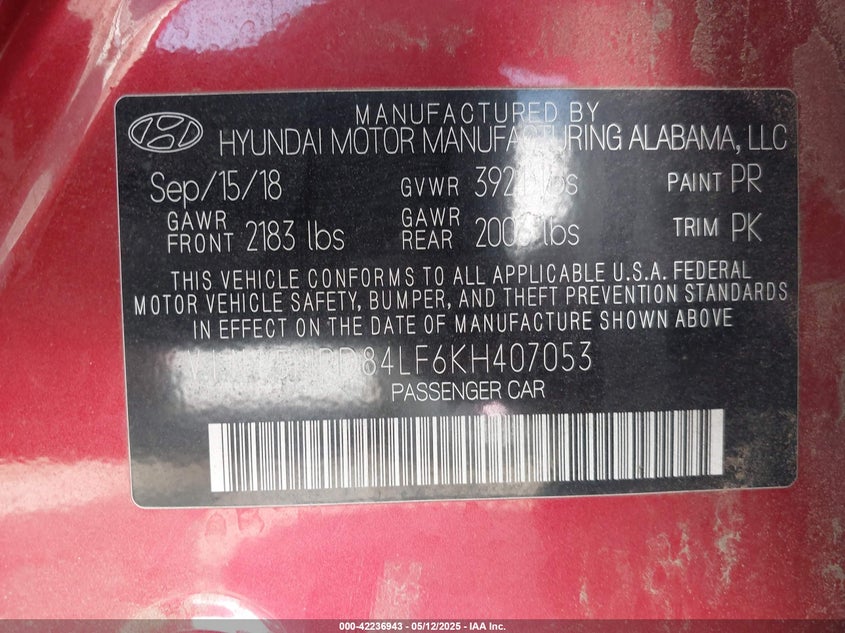 MANUFACTURED BY
HYUNDAI MOTOR MANUFACTURING ALABAMA, LLC
Sep/15/18 GVWR lbs PAINT PR
GAWR FRONT 2183 lbs GAWR REAR lbs TRIM PK
THIS VEHICLE CONFORMS TO ALL APPLICABLE U.S.A. FEDERAL
MOTOR VEHICLE SAFETY, BUMPER, AND THEFT PREVENTION STANDARDS
IN EFFECT ON THE DATE OF MANUFACTURE SHOWN ABOVE
PASSENGER CAR
000-42236943 - 05/12/2025 - IAA Inc.